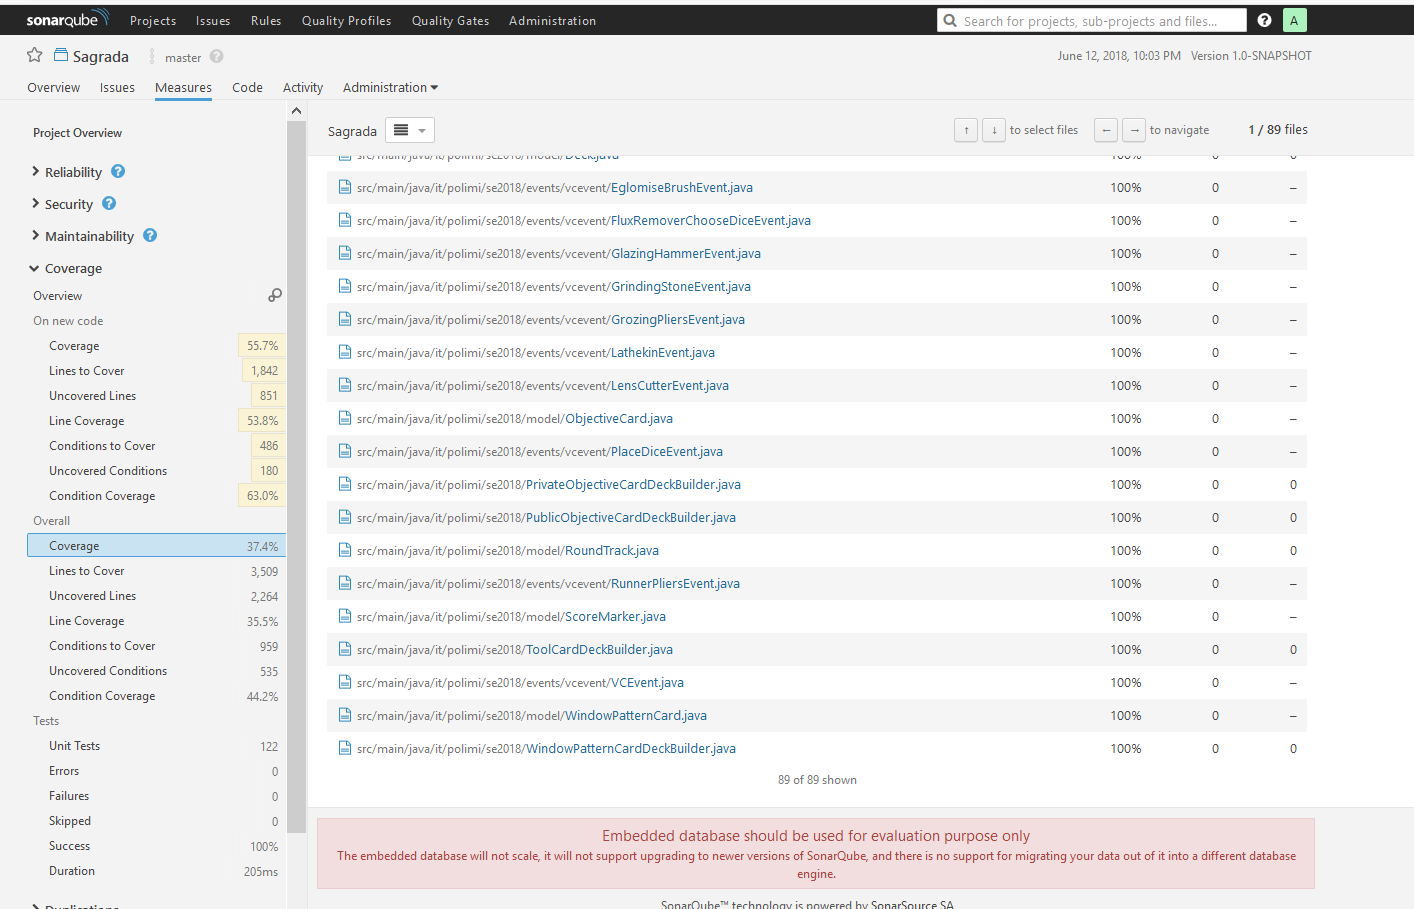 sonarqube Projects Issues Rules Quality Profiles Quality Gates Administration Search for projects, sub-projects and files... ? A
Sagrada master ? June 12, 2018, 10:03 PM Version 1.0-SNAPSHOT
Overview Issues Measures Code Activity Administration
Project Overview
Reliability ?
Security ?
Maintainability ?
Coverage
Overview
On new code
Coverage 55.7%
Lines to Cover 1,842
Uncovered Lines 851
Line Coverage 53.8%
Conditions to Cover 486
Uncovered Conditions 180
Condition Coverage 63.0%
Overall
Coverage 37.4%
Lines to Cover 3,509
Uncovered Lines 2,264
Line Coverage 35.5%
Conditions to Cover 959
Uncovered Conditions 535
Condition Coverage 44.2%
Tests
Unit Tests 122
Errors 0
Failures 0
Skipped 0
Success 100%
Duration 205ms
Duplications
Sagrada ↑ ↓ to select files ← → to navigate 1 / 89 files
src/main/java/it/polimi/se2018/model/Deck.java 100% 0 0
src/main/java/it/polimi/se2018/events/vcevent/EglomiseBrushEvent.java 100% 0 –
src/main/java/it/polimi/se2018/events/vcevent/FluxRemoverChooseDiceEvent.java 100% 0 –
src/main/java/it/polimi/se2018/events/vcevent/GlazingHammerEvent.java 100% 0 –
src/main/java/it/polimi/se2018/events/vcevent/GrindingStoneEvent.java 100% 0 –
src/main/java/it/polimi/se2018/events/vcevent/GrozingPliersEvent.java 100% 0 –
src/main/java/it/polimi/se2018/events/vcevent/LathekinEvent.java 100% 0 –
src/main/java/it/polimi/se2018/events/vcevent/LensCutterEvent.java 100% 0 –
src/main/java/it/polimi/se2018/model/ObjectiveCard.java 100% 0 –
src/main/java/it/polimi/se2018/events/vcevent/PlaceDiceEvent.java 100% 0 –
src/main/java/it/polimi/se2018/PrivateObjectiveCardDeckBuilder.java 100% 0 0
src/main/java/it/polimi/se2018/PublicObjectiveCardDeckBuilder.java 100% 0 0
src/main/java/it/polimi/se2018/model/RoundTrack.java 100% 0 0
src/main/java/it/polimi/se2018/events/vcevent/RunnerPliersEvent.java 100% 0 –
src/main/java/it/polimi/se2018/model/ScoreMarker.java 100% 0 –
src/main/java/it/polimi/se2018/ToolCardDeckBuilder.java 100% 0 0
src/main/java/it/polimi/se2018/events/vcevent/VCEvent.java 100% 0 –
src/main/java/it/polimi/se2018/model/WindowPatternCard.java 100% 0 –
src/main/java/it/polimi/se2018/WindowPatternCardDeckBuilder.java 100% 0 0
89 of 89 shown
Embedded database should be used for evaluation purpose only
The embedded database will not scale, it will not support upgrading to newer versions of SonarQube, and there is no support for migrating your data out of it into a different database
engine.
SonarQube™ technology is powered by SonarSource SA